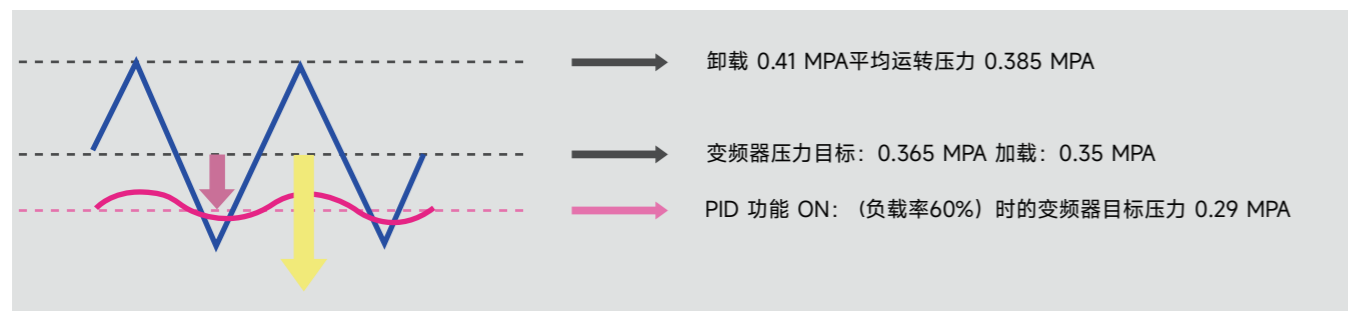 卸载 0.41 MPA平均运转压力 0.385 MPA
变频器压力目标：0.365 MPA 加载：0.35 MPA
PID 功能 ON：（负载率60%）时的变频器目标压力 0.29 MPA